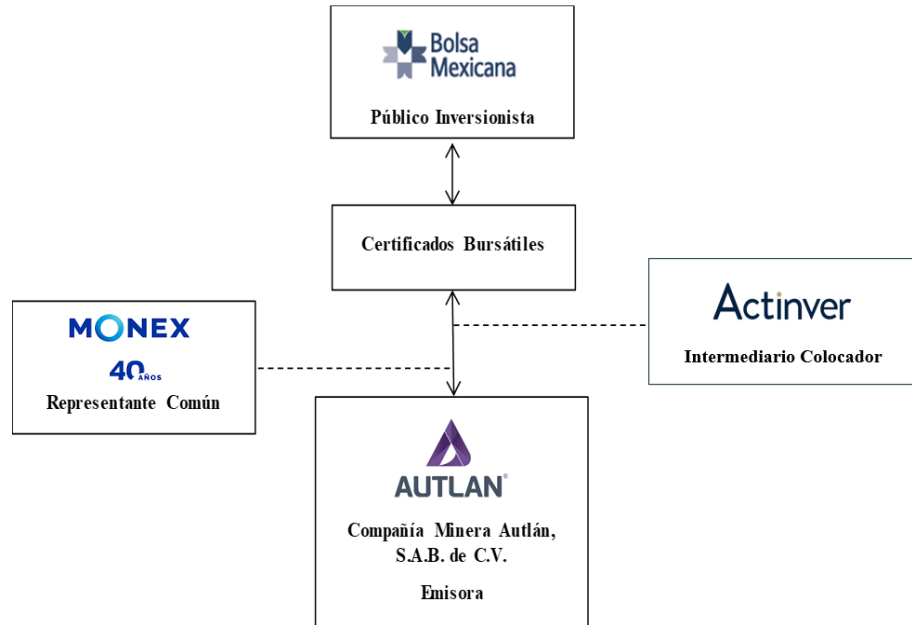 Bolsa
Mexicana
Público Inversionista
Certificados Bursátiles
Actinver
Intermediario Colocador
MONEX
40 AÑOS
Representante Común
AUTLAN®
Compañía Minera Autlán,
S.A.B. de C.V.
Emisora